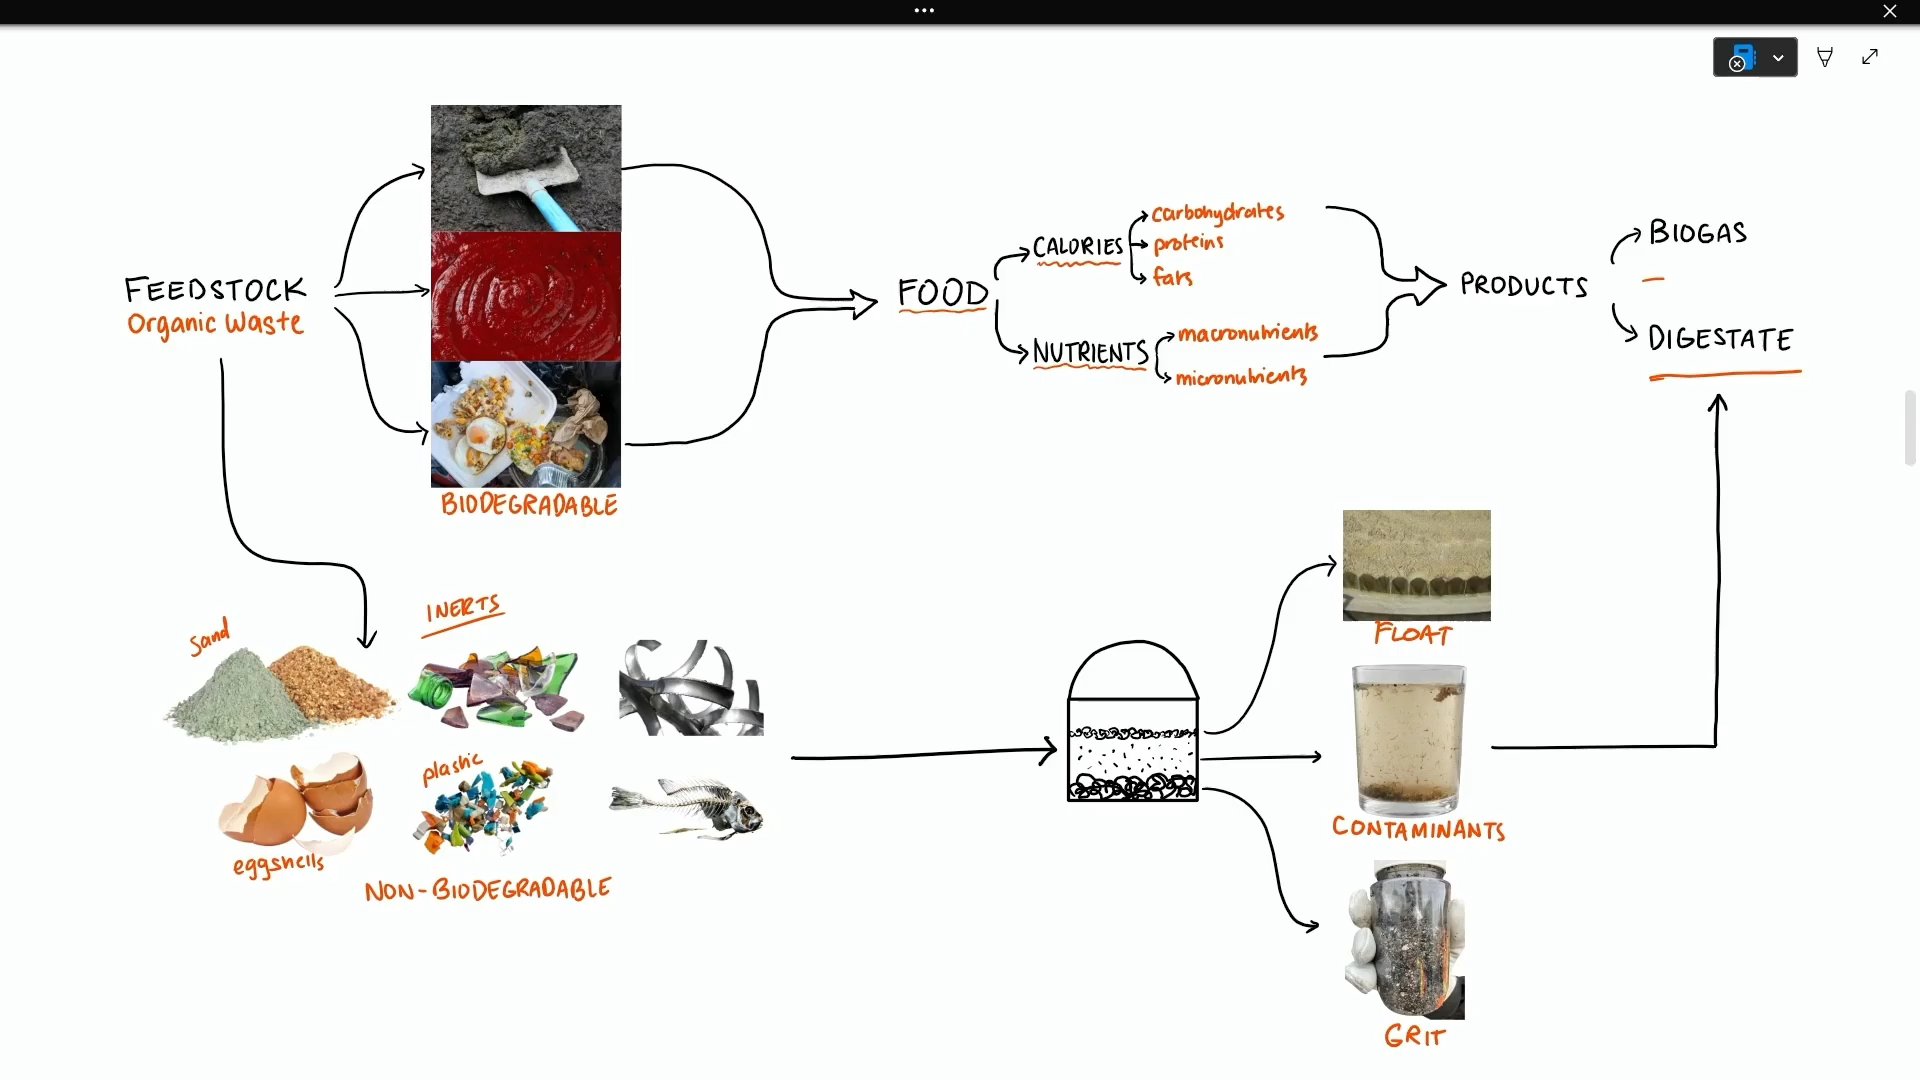 FEEDSTOCK
Organic Waste
BIODEGRADABLE
FOOD
CALORIES
carbohydrates
proteins
fats
NUTRIENTS
macronutrients
micronutrients
PRODUCTS
BIOGAS
DIGESTATE
INERTS
sand
plastic
eggshells
NON-BIODEGRADABLE
FLOAT
CONTAMINANTS
GRIT